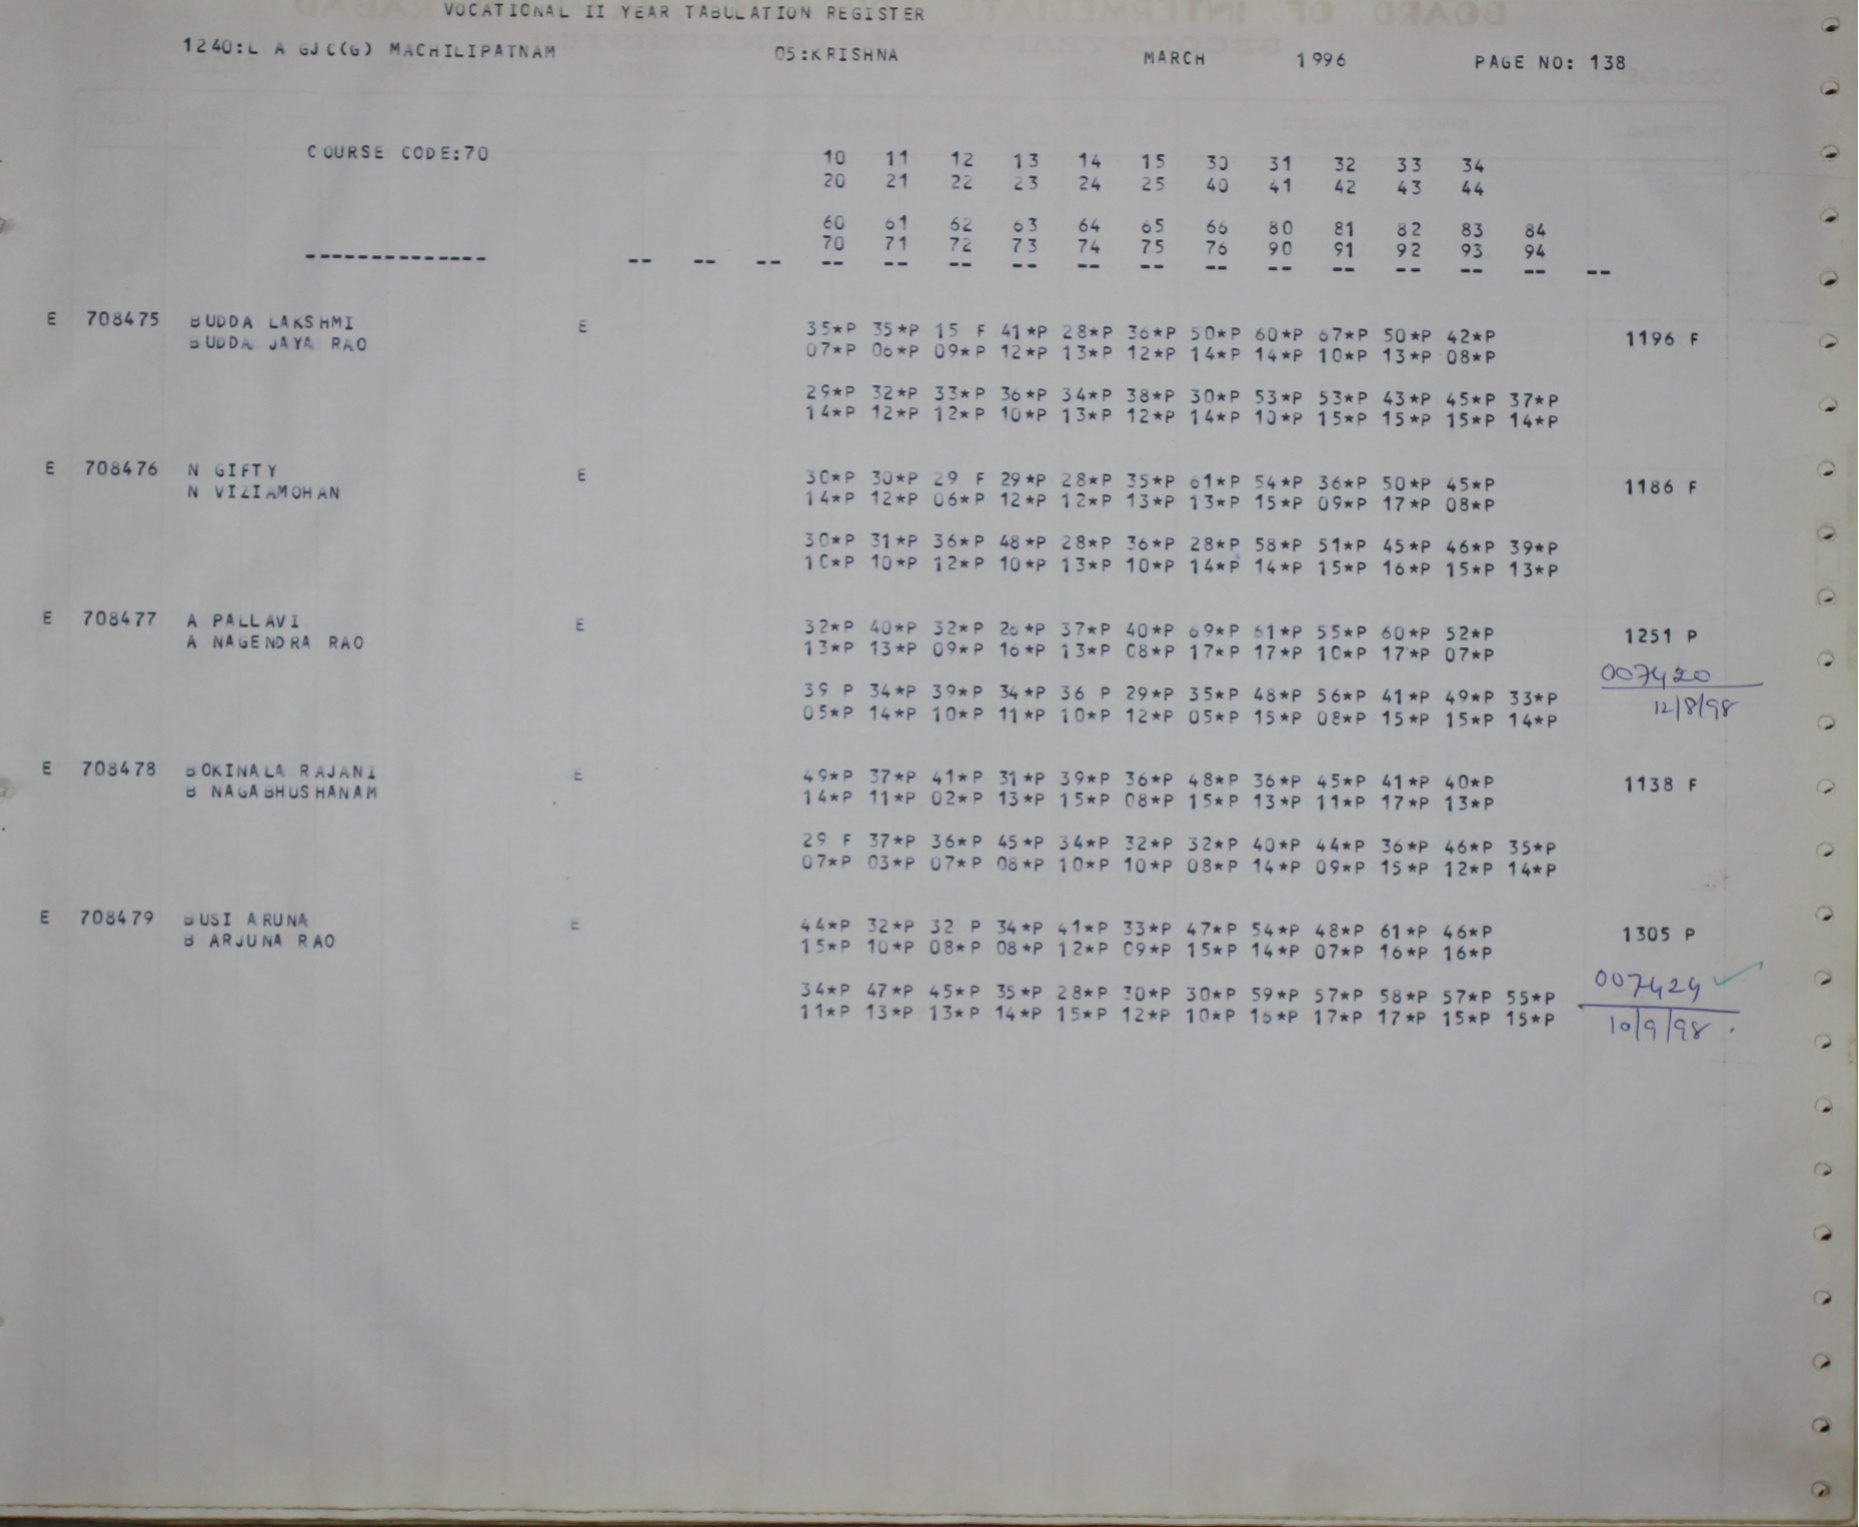 VOCATIONAL II YEAR TABULATION REGISTER
1240:L A GJC(G) MACHILIPATNAM 05:KRISHNA MARCH 1996 PAGE NO: 138
COURSE CODE:70 10 11 12 13 14 15 30 31 32 33 34
20 21 22 23 24 25 40 41 42 43 44
60 61 62 63 64 65 66 80 81 82 83 84
70 71 72 73 74 75 76 90 91 92 93 94
-------------- -- -- -- -- -- -- -- -- -- -- -- -- -- -- -- --
E 708475 BUDDA LAKSHMI E 35*P 35*P 15 F 41*P 28*P 36*P 50*P 60*P 67*P 50*P 42*P 1196 F
BUDDA JAYA RAO 07*P 06*P 09*P 12*P 13*P 12*P 14*P 14*P 10*P 13*P 08*P
29*P 32*P 33*P 36*P 34*P 38*P 30*P 53*P 53*P 43*P 45*P 37*P
14*P 12*P 12*P 10*P 13*P 12*P 14*P 10*P 15*P 15*P 15*P 14*P
E 708476 N GIFTY E 30*P 30*P 29 F 29*P 28*P 35*P 61*P 54*P 36*P 50*P 45*P 1186 F
N VIZIAMOHAN 14*P 12*P 06*P 12*P 12*P 13*P 13*P 15*P 09*P 17*P 08*P
30*P 31*P 36*P 48*P 28*P 36*P 28*P 58*P 51*P 45*P 46*P 39*P
10*P 10*P 12*P 10*P 13*P 10*P 14*P 14*P 15*P 16*P 15*P 13*P
E 708477 A PALLAVI E 32*P 40*P 32*P 26*P 37*P 40*P 69*P 61*P 55*P 60*P 52*P 1251 P
A NAGENDRA RAO 13*P 13*P 09*P 16*P 13*P 08*P 17*P 17*P 10*P 17*P 07*P
007420
39 P 34*P 39*P 34*P 36 P 29*P 35*P 48*P 56*P 41*P 49*P 33*P
05*P 14*P 10*P 11*P 10*P 12*P 05*P 15*P 08*P 15*P 15*P 14*P 12/8/98
E 708478 BOKINALA RAJANI E 49*P 37*P 41*P 31*P 39*P 36*P 48*P 36*P 45*P 41*P 40*P 1138 F
B NAGABHUSHANAM 14*P 11*P 02*P 13*P 15*P 08*P 15*P 13*P 11*P 17*P 13*P
29 F 37*P 36*P 45*P 34*P 32*P 32*P 40*P 44*P 36*P 46*P 35*P
07*P 03*P 07*P 08*P 10*P 10*P 08*P 14*P 09*P 15*P 12*P 14*P
E 708479 BUSI ARUNA E 44*P 32*P 32 P 34*P 41*P 33*P 47*P 54*P 48*P 61*P 46*P 1305 P
B ARJUNA RAO 15*P 10*P 08*P 08*P 12*P 09*P 15*P 14*P 07*P 16*P 16*P
34*P 47*P 45*P 35*P 28*P 30*P 30*P 59*P 57*P 58*P 57*P 55*P 007424
11*P 13*P 13*P 14*P 15*P 12*P 10*P 16*P 17*P 17*P 15*P 15*P 10/9/98